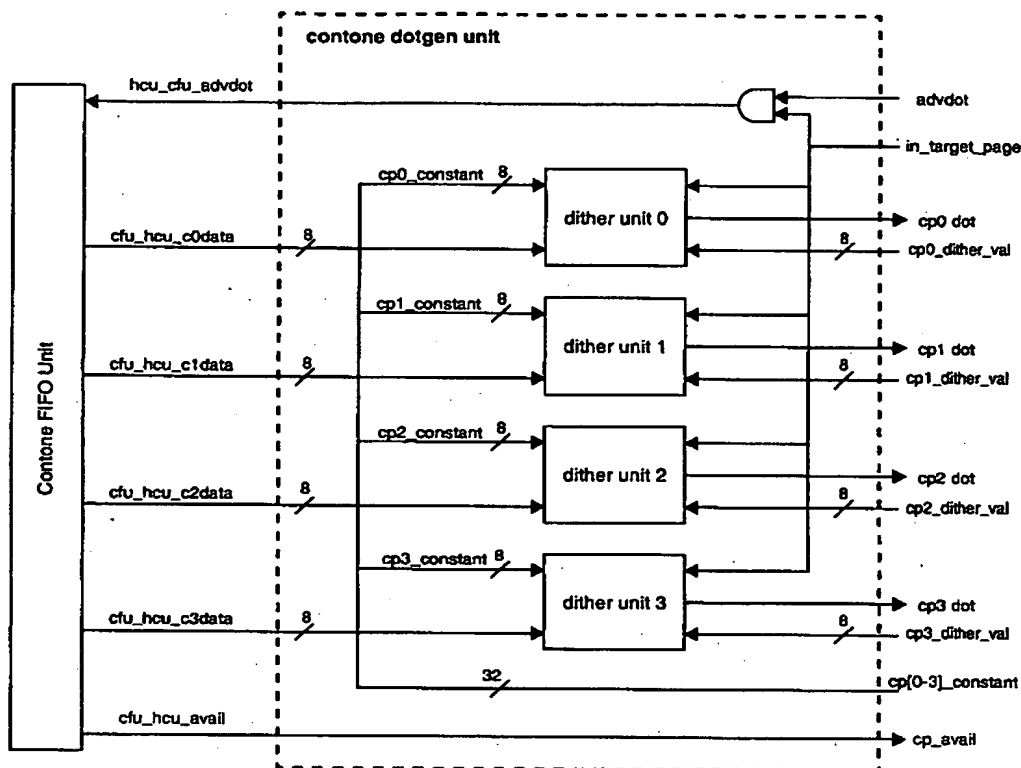 contone dotgen unit
hcu_cfu_advdot
advdot
in_target_page
cp0_constant 8
dither unit 0
cp0 dot
cfu_hcu_c0data 8
8 cp0_dither_val
cp1_constant 8
dither unit 1
cp1 dot
cfu_hcu_c1data 8
8 cp1_dither_val
Contone FIFO Unit
cp2_constant 8
dither unit 2
cp2 dot
cfu_hcu_c2data 8
8 cp2_dither_val
cp3_constant 8
dither unit 3
cp3 dot
cfu_hcu_c3data 8
8 cp3_dither_val
32 cp[0-3]_constant
cfu_hcu_avail
cp_avail